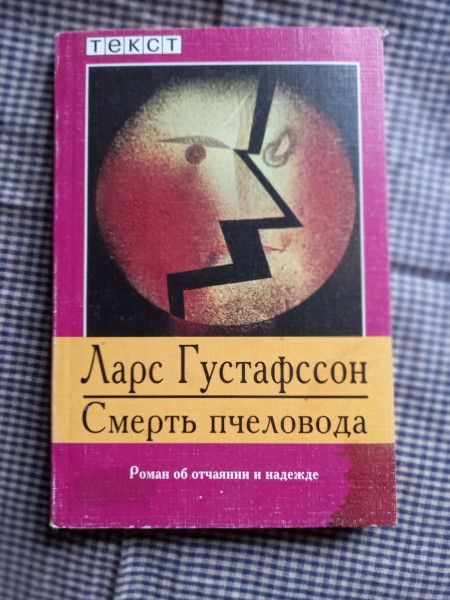 текст
Ларс Густафссон
Смерть пчеловода
Роман об отчаянии и надежде